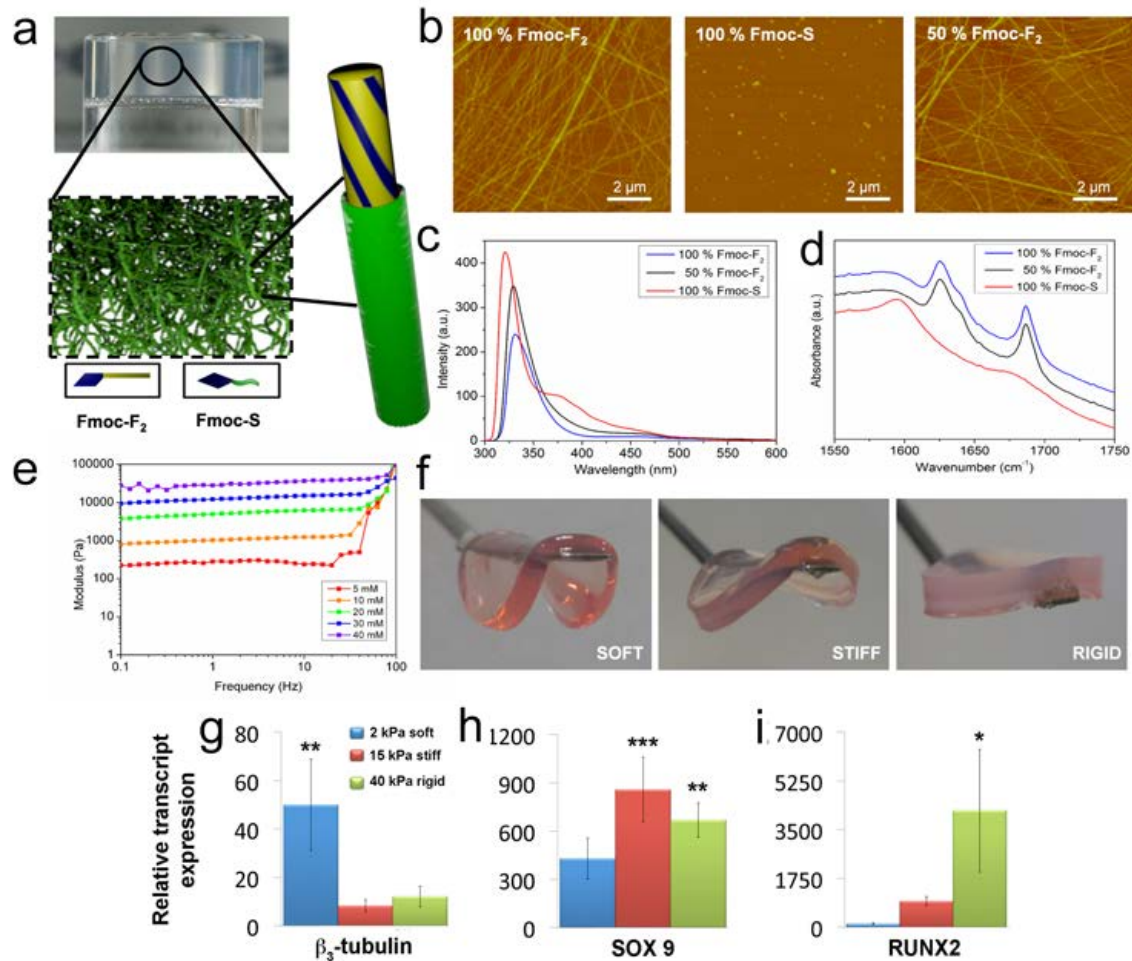 a
Fmoc-F₂
Fmoc-S
b
100 % Fmoc-F₂
2 µm
100 % Fmoc-S
2 µm
50 % Fmoc-F₂
2 µm
c
400
300
200
100
0
Intensity (a.u.)
100 % Fmoc-F₂
50 % Fmoc-F₂
100 % Fmoc-S
300 350 400 450 500 550 600
Wavelength (nm)
d
Absorbance (a.u.)
100 % Fmoc-F₂
50 % Fmoc-F₂
100 % Fmoc-S
1550 1600 1650 1700 1750
Wavenumber (cm⁻¹)
e
100000
10000
1000
100
10
1
Modulus (Pa)
5 mM
10 mM
20 mM
30 mM
40 mM
0.1 1 10 100
Frequency (Hz)
f
SOFT
STIFF
RIGID
Relative transcript
expression
g
80
60
40
20
0
**
2 kPa soft
15 kPa stiff
40 kPa rigid
β₃-tubulin
h
1200
900
600
300
0
***
**
SOX 9
i
7000
5250
3500
1750
0
*
RUNX2